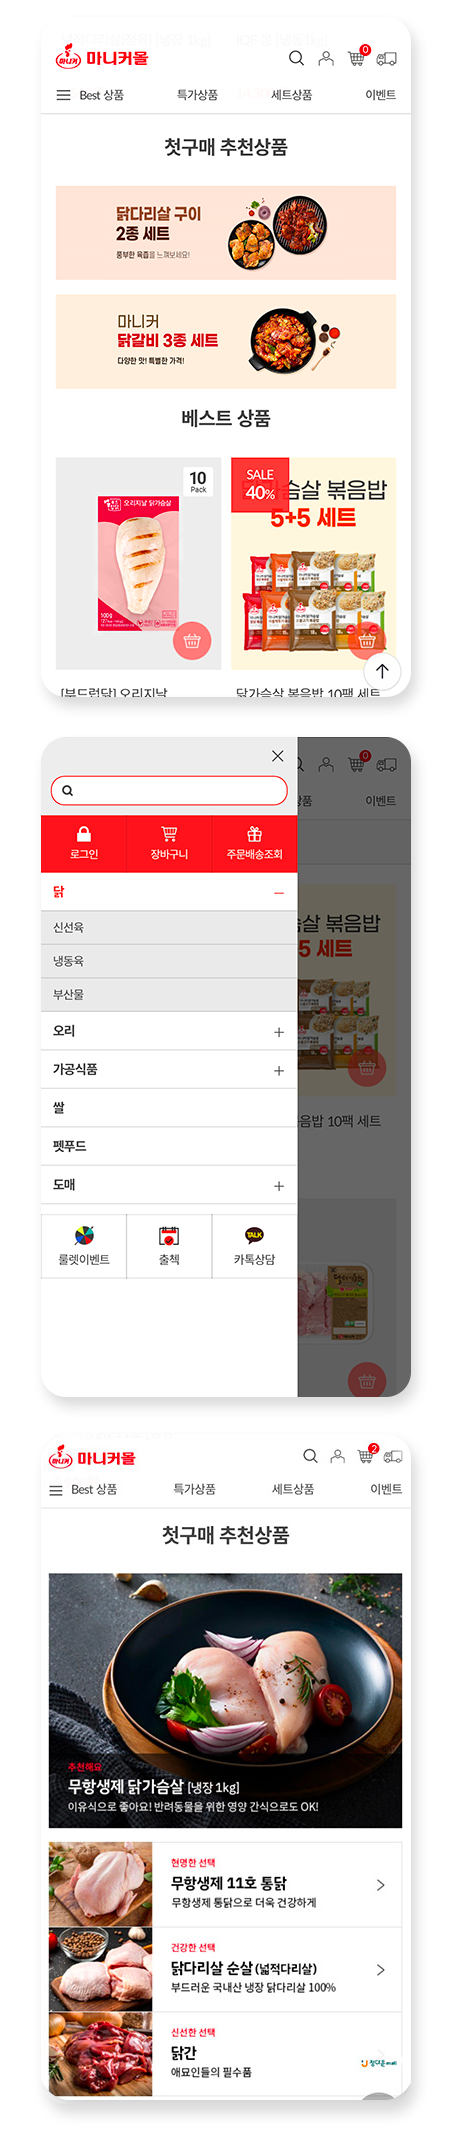 마니커
마니커몰
0
Best 상품
특가상품
세트상품
이벤트
첫구매 추천상품
닭다리살 구이
2종 세트
풍부한 육즙을 느껴보세요!
마니커
닭갈비 3종 세트
다양한 맛! 특별한 가격!
베스트 상품
10
Pack
오리지날 닭가슴살
100g
SALE
40%
슴살 볶음밥
5+5 세트
[부드럽닭] 오리지날
닭가슴살 볶음밥 10팩 세트
0
상품
이벤트
로그인
장바구니
주문배송조회
닭
신선육
냉동육
부산물
오리
가공식품
쌀
펫푸드
도매
룰렛이벤트
출첵
TALK
카톡상담
슴살 볶음밥
5 세트
음밥 10팩 세트
마니커
마니커몰
2
Best 상품
특가상품
세트상품
이벤트
첫구매 추천상품
추천해요
무항생제 닭가슴살 [냉장 1kg]
이유식으로 좋아요! 반려동물을 위한 영양 간식으로도 OK!
현명한 선택
무항생제 11호 통닭
무항생제 통닭으로 더욱 건강하게
건강한 선택
닭다리살 순살 (넓적다리살)
부드러운 국내산 냉장 닭다리살 100%
신선한 선택
닭간
애묘인들의 필수품